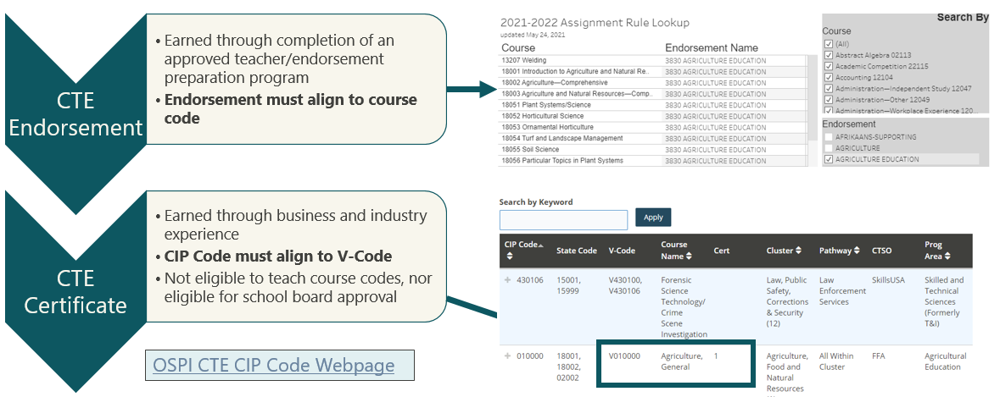 CTE
Endorsement
• Earned through completion of an
approved teacher/endorsement
preparation program
• Endorsement must align to course
code
2021-2022 Assignment Rule Lookup
updated May 24, 2021
Course Endorsement Name
13207 Welding 3830 AGRICULTURE EDUCATION
18001 Introduction to Agriculture and Natural Re.. 3830 AGRICULTURE EDUCATION
18002 Agriculture—Comprehensive 3830 AGRICULTURE EDUCATION
18003 Agriculture and Natural Resources—Comp.. 3830 AGRICULTURE EDUCATION
18051 Plant Systems/Science 3830 AGRICULTURE EDUCATION
18052 Horticultural Science 3830 AGRICULTURE EDUCATION
18053 Ornamental Horticulture 3830 AGRICULTURE EDUCATION
18054 Turf and Landscape Management 3830 AGRICULTURE EDUCATION
18055 Soil Science 3830 AGRICULTURE EDUCATION
18056 Particular Topics in Plant Systems 3830 AGRICULTURE EDUCATION
Search By
Course
(All)
Abstract Algebra 02113
Academic Competition 22115
Accounting 12104
Administration—Independent Study 12047
Administration—Other 12049
Administration—Workplace Experience 120...
Endorsement
AFRIKAANS-SUPPORTING
AGRICULTURE
AGRICULTURE EDUCATION
CTE
Certificate
• Earned through business and industry
experience
• CIP Code must align to V-Code
• Not eligible to teach course codes, nor
eligible for school board approval
OSPI CTE CIP Code Webpage
Search by Keyword
Apply
CIP Code State Code V-Code Course Name Cert Cluster Pathway CTSO Prog Area
430106 15001, V430100, Forensic Law, Public Law SkillsUSA Skilled and
15999 V430106 Science Safety, Enforcement Technical
Technology/ Corrections Services Sciences
Crime & Security (Formerly
Scene (12) T&I)
Investigation
010000 18001, V010000 Agriculture, 1 Agriculture, All Within FFA Agricultural
18002, General Food and Cluster Education
02002 Natural
Resources